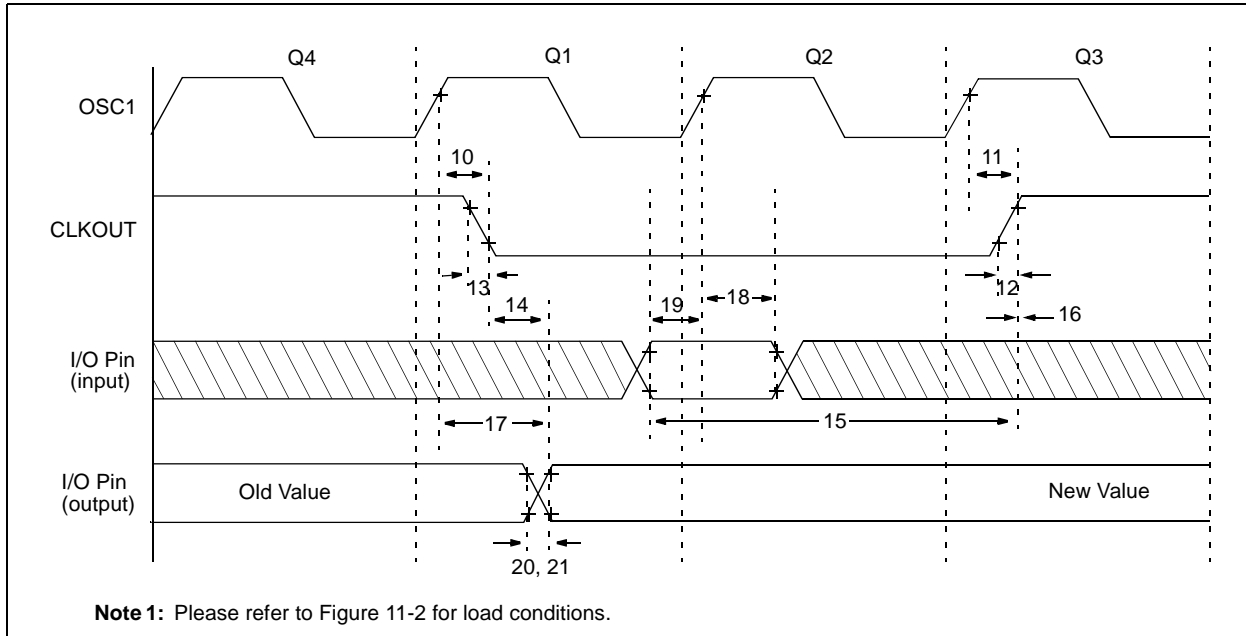 Q4
Q1
Q2
Q3
OSC1
10
11
CLKOUT
13
14
19
18
12
16
I/O Pin
(input)
17
15
I/O Pin
(output)
Old Value
New Value
20, 21
Note 1: Please refer to Figure 11-2 for load conditions.